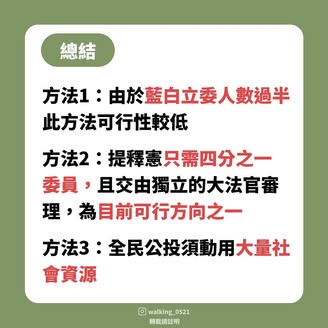 總結
方法1：由於藍白立委人數過半
此方法可行性較低
方法2：提釋憲只需四分之一
委員，且交由獨立的大法官審
理，為目前可行方向之一
方法3：全民公投須動用大量社
會資源
walking_0521
轉載請註明